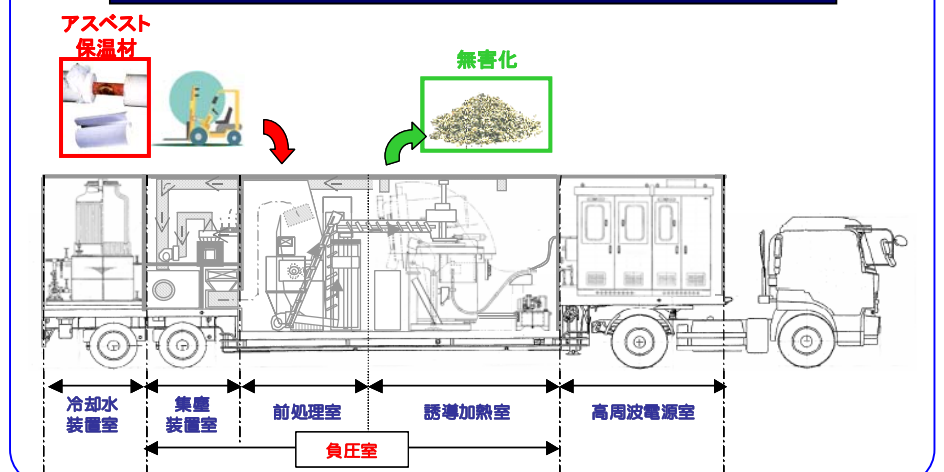 アスベスト
保温材
無害化
冷却水
装置室
集塵
装置室
前処理室
誘導加熱室
高周波電源室
負圧室